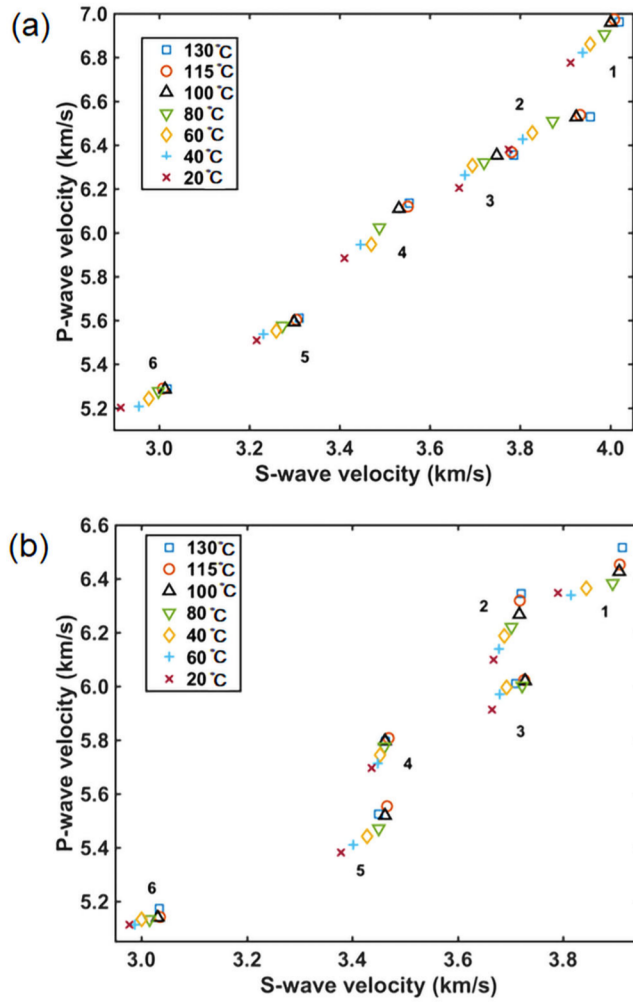 (a)
7.0
6.8
6.6
6.4
6.2
6.0
5.8
5.6
5.4
5.2
P-wave velocity (km/s)
130°C
115°C
100°C
80°C
60°C
40°C
20°C
1
2
3
4
5
6
3.0
3.2
3.4
3.6
3.8
4.0
S-wave velocity (km/s)
(b)
6.6
6.4
6.2
6.0
5.8
5.6
5.4
5.2
P-wave velocity (km/s)
130°C
115°C
100°C
80°C
40°C
60°C
20°C
1
2
3
4
5
6
3.0
3.2
3.4
3.6
3.8
S-wave velocity (km/s)